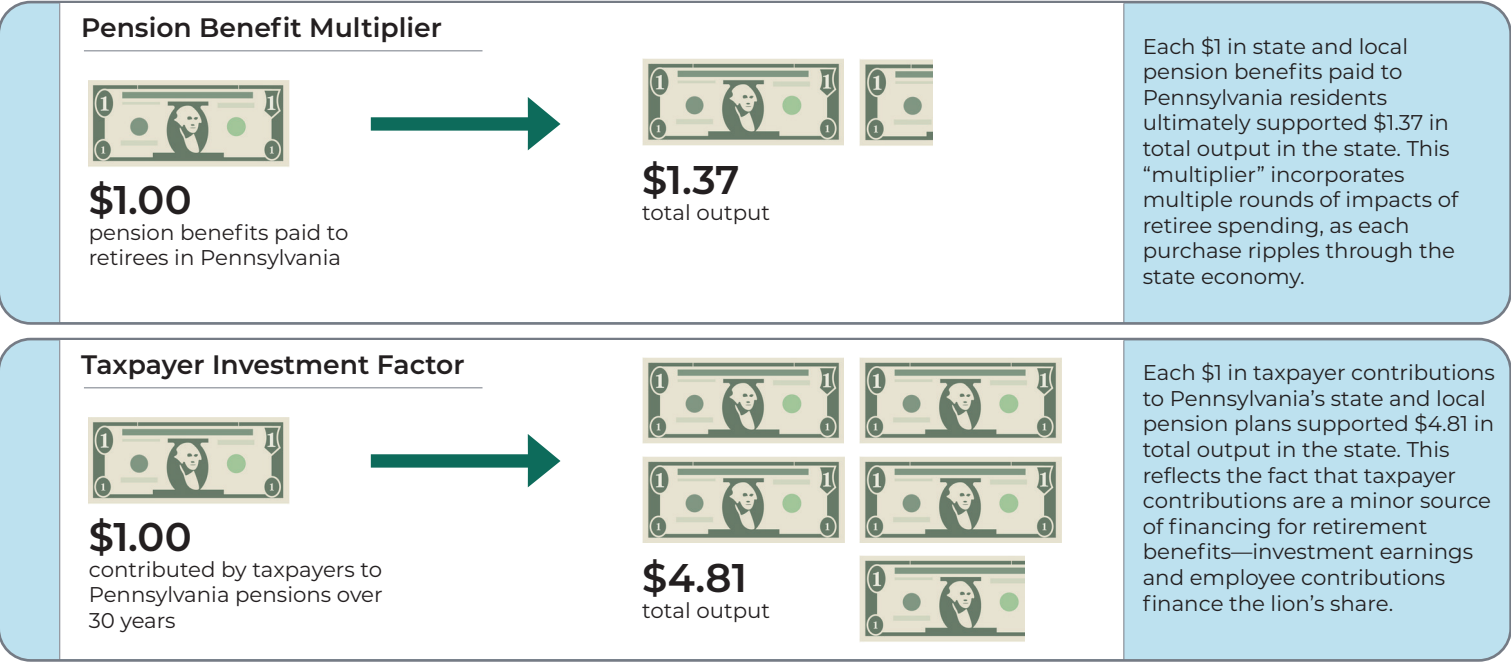 Pension Benefit Multiplier
$1.00
pension benefits paid to
retirees in Pennsylvania
$1.37
total output
Each $1 in state and local
pension benefits paid to
Pennsylvania residents
ultimately supported $1.37 in
total output in the state. This
“multiplier” incorporates
multiple rounds of impacts of
retiree spending, as each
purchase ripples through the
state economy.
Taxpayer Investment Factor
$1.00
contributed by taxpayers to
Pennsylvania pensions over
30 years
$4.81
total output
Each $1 in taxpayer contributions
to Pennsylvania’s state and local
pension plans supported $4.81 in
total output in the state. This
reflects the fact that taxpayer
contributions are a minor source
of financing for retirement
benefits—investment earnings
and employee contributions
finance the lion’s share.